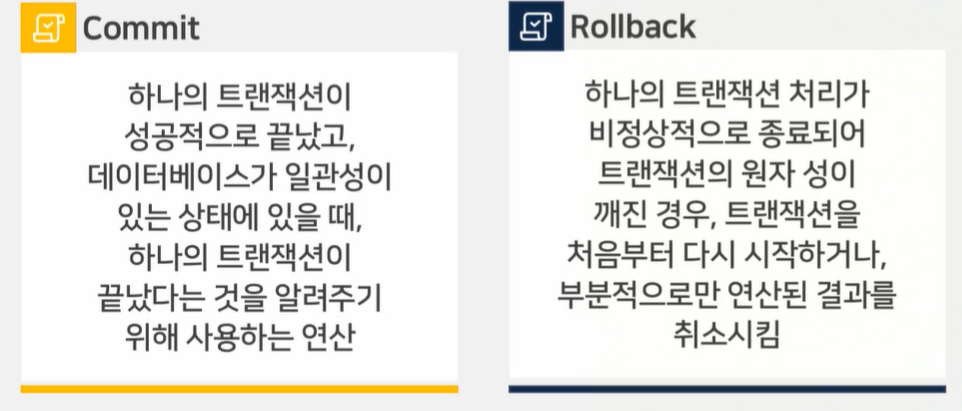 Commit
하나의 트랜잭션이
성공적으로 끝났고,
데이터베이스가 일관성이
있는 상태에 있을 때,
하나의 트랜잭션이
끝났다는 것을 알려주기
위해 사용하는 연산
Rollback
하나의 트랜잭션 처리가
비정상적으로 종료되어
트랜잭션의 원자 성이
깨진 경우, 트랜잭션을
처음부터 다시 시작하거나,
부분적으로만 연산된 결과를
취소시킴